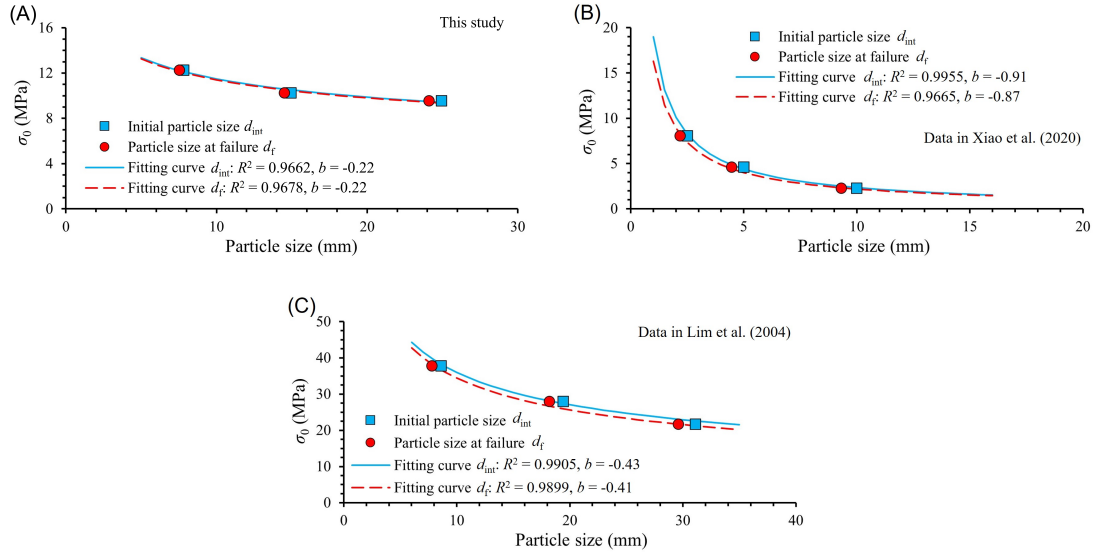 (A)
This study
σ0 (MPa)
16
12
8
4
0
Initial particle size dint
Particle size at failure df
Fitting curve dint: R2 = 0.9662, b = -0.22
Fitting curve df: R2 = 0.9678, b = -0.22
0 10 20 30
Particle size (mm)
(B)
σ0 (MPa)
20
15
10
5
0
Initial particle size dint
Particle size at failure df
Fitting curve dint: R2 = 0.9955, b = -0.91
Fitting curve df: R2 = 0.9665, b = -0.87
Data in Xiao et al. (2020)
0 5 10 15 20
Particle size (mm)
(C)
Data in Lim et al. (2004)
σ0 (MPa)
50
40
30
20
10
0
Initial particle size dint
Particle size at failure df
Fitting curve dint: R2 = 0.9905, b = -0.43
Fitting curve df: R2 = 0.9899, b = -0.41
0 10 20 30 40
Particle size (mm)